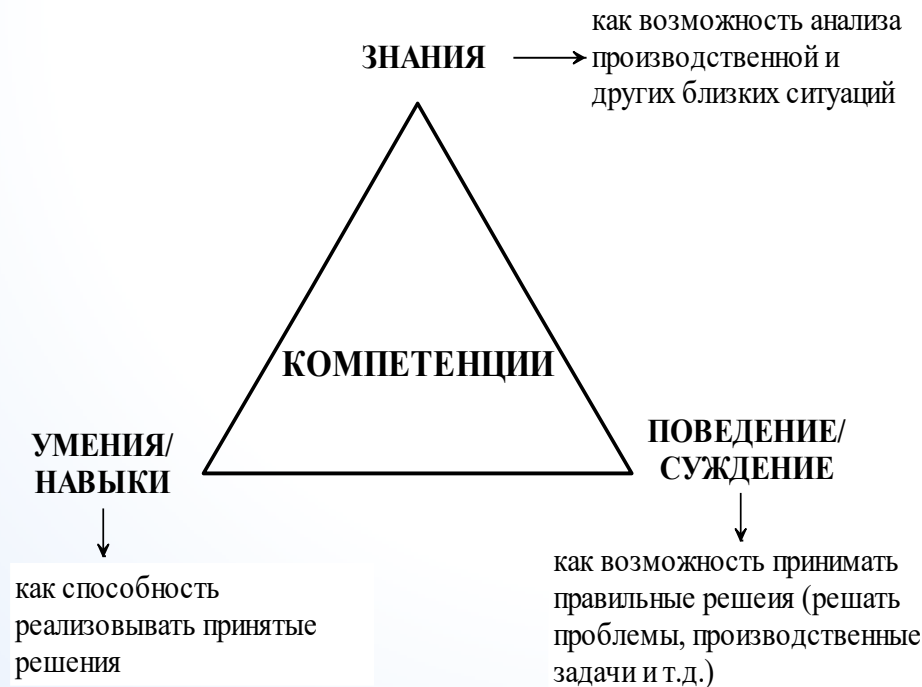 как возможность анализа
ЗНАНИЯ
производственной и
других близких ситуаций
КОМПЕТЕНЦИИ
УМЕНИЯ/
НАВЫКИ
ПОВЕДЕНИЕ/
СУЖДЕНИЕ
как способность
реализовывать принятые
решения
как возможность принимать
правильные решеия (решать
проблемы, производственные
задачи и т.д.)